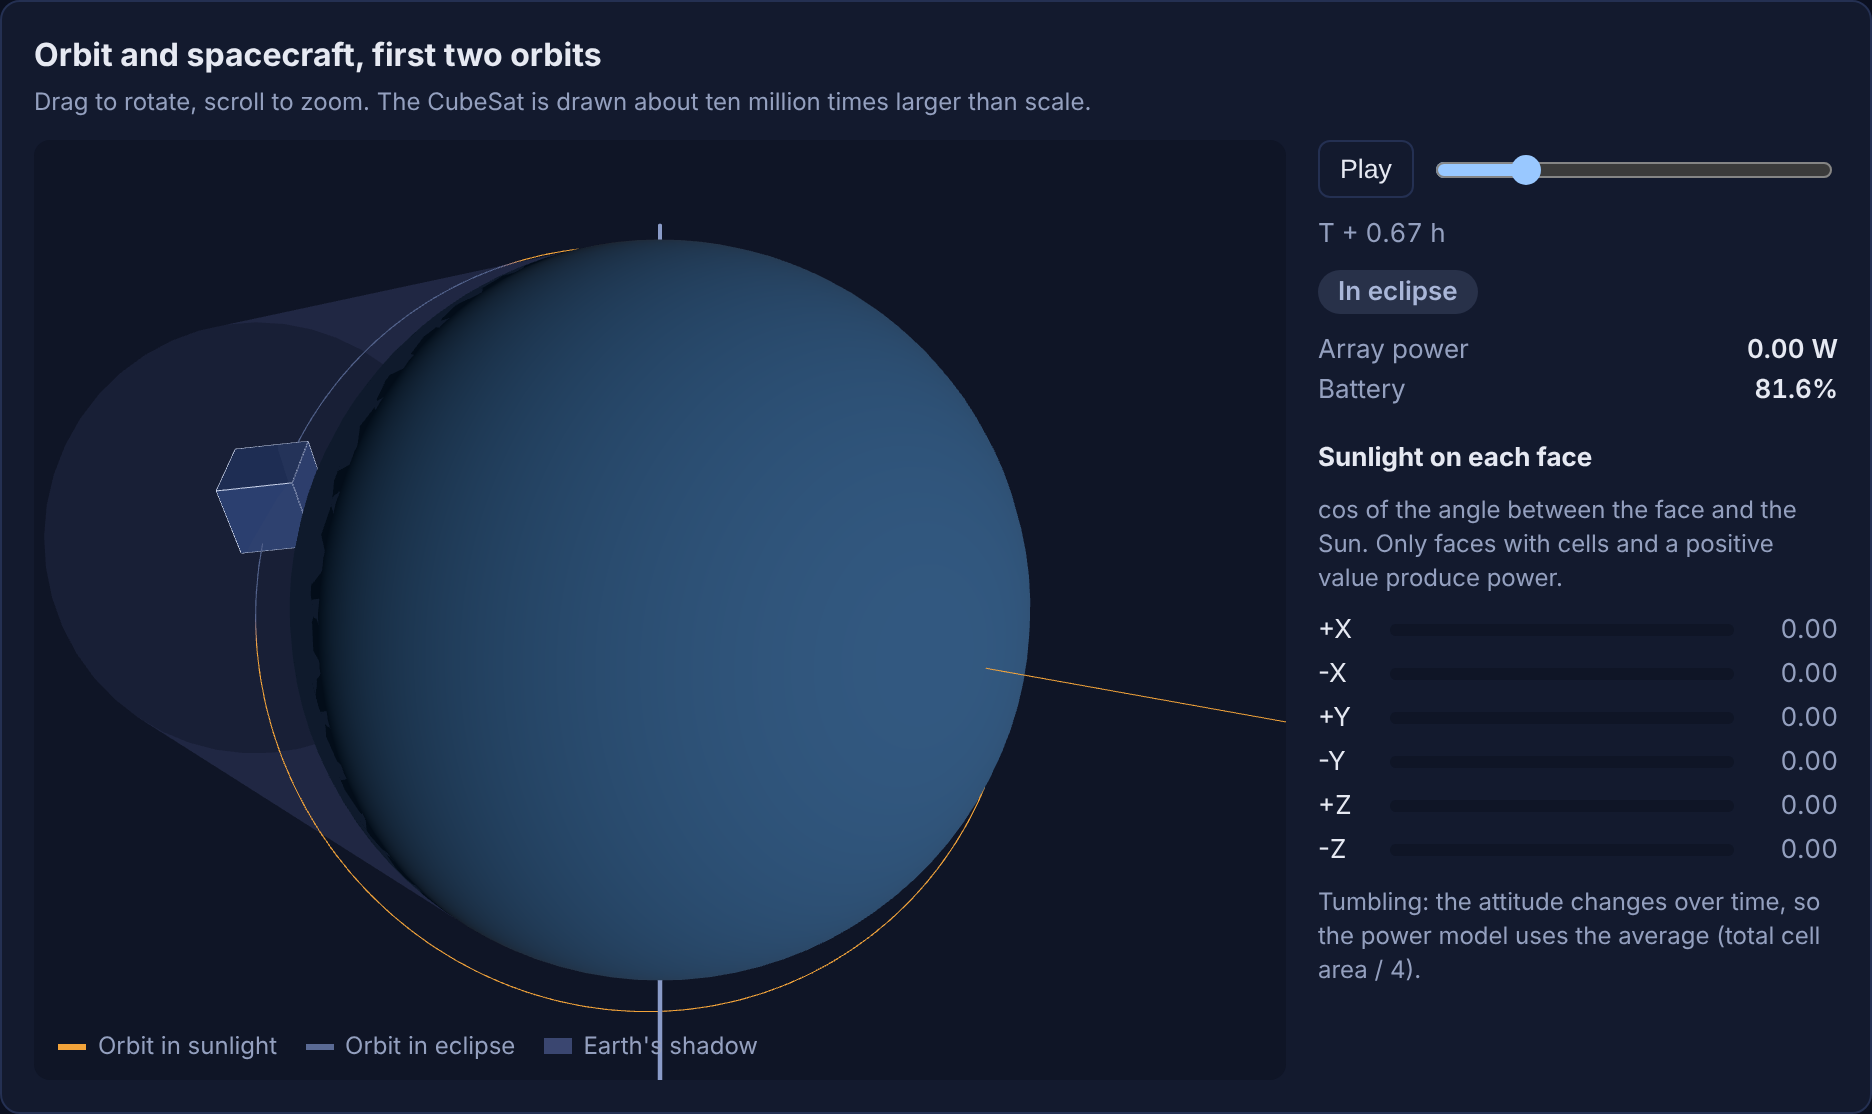 Orbit and spacecraft, first two orbits
Drag to rotate, scroll to zoom. The CubeSat is drawn about ten million times larger than scale.
Play
T + 0.67 h
In eclipse
Array power 0.00 W
Battery 81.6%
Sunlight on each face
cos of the angle between the face and the
Sun. Only faces with cells and a positive
value produce power.
+X 0.00
-X 0.00
+Y 0.00
-Y 0.00
+Z 0.00
-Z 0.00
Tumbling: the attitude changes over time, so
the power model uses the average (total cell
area / 4).
Orbit in sunlight Orbit in eclipse Earth's shadow